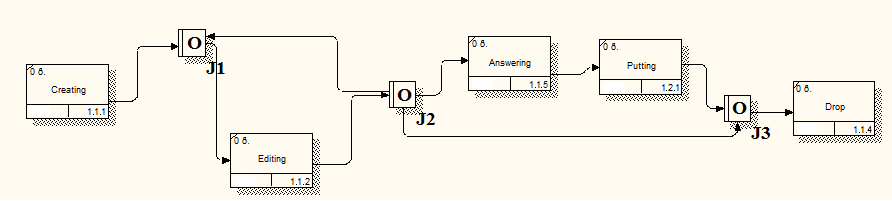 0 б.
Creating
1.1.1
O
J1
0 б.
Editing
1.1.2
O
J2
0 б.
Answering
1.1.5
0 б.
Putting
1.2.1
O
J3
0 б.
Drop
1.1.4